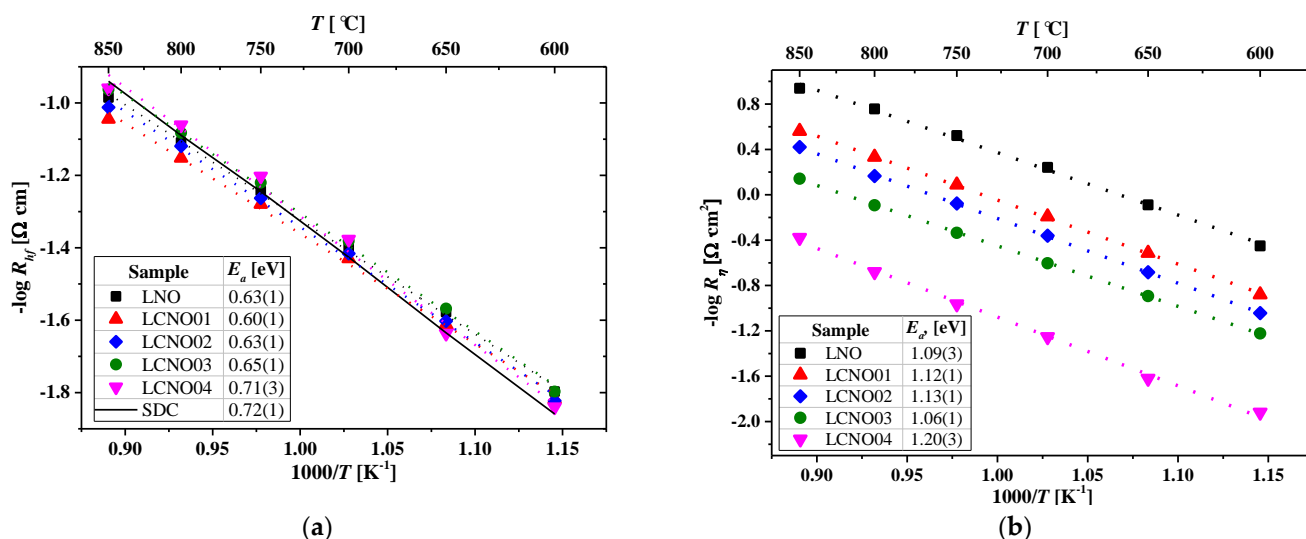 T [ °C]
850 800 750 700 650 600
-1.0
-1.2
-1.4
-1.6
-1.8
-log R_hf [Ω cm]
Sample E_a [eV]
LNO 0.63(1)
LCNO01 0.60(1)
LCNO02 0.63(1)
LCNO03 0.65(1)
LCNO04 0.71(3)
SDC 0.72(1)
0.90 0.95 1.00 1.05 1.10 1.15
1000/T [K⁻¹]
(a)
T [ °C]
850 800 750 700 650 600
0.8
0.4
0.0
-0.4
-0.8
-1.2
-1.6
-2.0
-log R_η [Ω cm²]
Sample E_a, [eV]
LNO 1.09(3)
LCNO01 1.12(1)
LCNO02 1.13(1)
LCNO03 1.06(1)
LCNO04 1.20(3)
0.90 0.95 1.00 1.05 1.10 1.15
1000/T [K⁻¹]
(b)